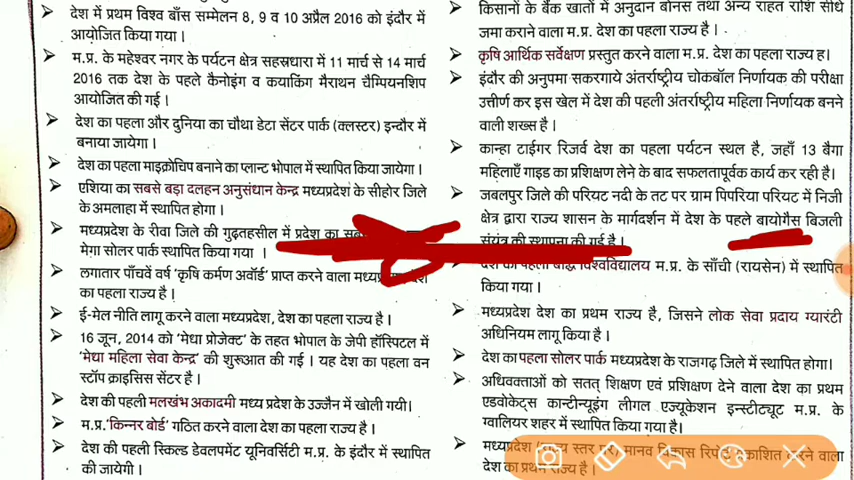 देश में प्रथम विश्व बाँस सम्मेलन 8, 9 व 10 अप्रैल 2016 को इंदौर में
आयोजित किया गया।
म.प्र. के महेश्वर नगर के पर्यटन क्षेत्र सहस्रधारा में 11 मार्च से 14 मार्च
2016 तक देश के पहले कैनोइंग व कयाकिंग मैराथन चैम्पियनशिप
आयोजित की गई।
देश का पहला और दुनिया का चौथा डेटा सेंटर पार्क (क्लस्टर) इन्दौर में
बनाया जायेगा।
देश का पहला माइक्रोचिप बनाने का प्लान्ट भोपाल में स्थापित किया जायेगा।
एशिया का सबसे बड़ा दलहन अनुसंधान केन्द्र मध्यप्रदेश के सीहोर जिले
के अमलाहा में स्थापित होगा।
मध्यप्रदेश के रीवा जिले की गुढ़तहसील में प्रदेश का
मेगा सोलर पार्क स्थापित किया गया ।
लगातार पाँचवें वर्ष 'कृषि कर्मण अवॉर्ड' प्राप्त करने वाला
का पहला राज्य है।
ई-मेल नीति लागू करने वाला मध्यप्रदेश, देश का पहला राज्य है।
16 जून, 2014 को 'मेधा प्रोजेक्ट' के तहत भोपाल के जेपी हॉस्पिटल में
'मेधा महिला सेवा केन्द्र' की शुरूआत की गई । यह देश का पहला वन
स्टॉप क्राइसिस सेंटर है।
देश की पहली मलखंभ अकादमी मध्य प्रदेश के उज्जैन में खोली गयी।
म.प्र.'किन्नर बोर्ड' गठित करने वाला देश का पहला राज्य है।
देश की पहली स्किल्ड डेवलपमेंट यूनिवर्सिटी म.प्र. के इंदौर में स्थापित
की जायेगी।
किसानों के बैंक खातों में अनुदान बोनस तथा अन्य राहत राशि सीधे
जमा कराने वाला म.प्र. देश का पहला राज्य है।
कृषि आर्थिक सर्वेक्षण प्रस्तुत करने वाला म.प्र. देश का पहला राज्य ह।
इंदौर की अनुपमा सकरगाये अंतर्राष्ट्रीय चोकबॉल निर्णायक की परीक्षा
उत्तीर्ण कर इस खेल में देश की पहली अंतर्राष्ट्रीय महिला निर्णायक बनने
वाली शख्स है।
कान्हा टाईगर रिजर्व देश का पहला पर्यटन स्थल है, जहाँ 13 बैगा
महिलाएँ गाइड का प्रशिक्षण लेने के बाद सफलतापूर्वक कार्य कर रही है।
जबलपुर जिले की परियट नदी के तट पर ग्राम पिपरिया परियट में निजी
क्षेत्र द्वारा राज्य शासन के मार्गदर्शन में देश के पहले बायोगैस बिजली
संयंत्र की स्थापना की गई है।
देश का पहला बौद्ध विश्वविद्यालय म.प्र. के साँची (रायसेन) में स्थापित
किया गया।
मध्यप्रदेश देश का प्रथम राज्य है, जिसने लोक सेवा प्रदाय ग्यारंटी
अधिनियम लागू किया है।
देश का पहला सोलर पार्क मध्यप्रदेश के राजगढ़ जिले में स्थापित होगा।
अधिवक्ताओं को सतत् शिक्षण एवं प्रशिक्षण देने वाला देश का प्रथम
एडवोकेट्स कान्टीन्यूइंग लीगल एज्यूकेशन इन्स्टीट्यूट म.प्र. के
ग्वालियर शहर में स्थापित किया गया है।
मध्यप्रदेश (राज्य स्तर पर) मानव विकास रिपोर्ट प्रकाशित करने वाला
देश का प्रथम राज्य है।